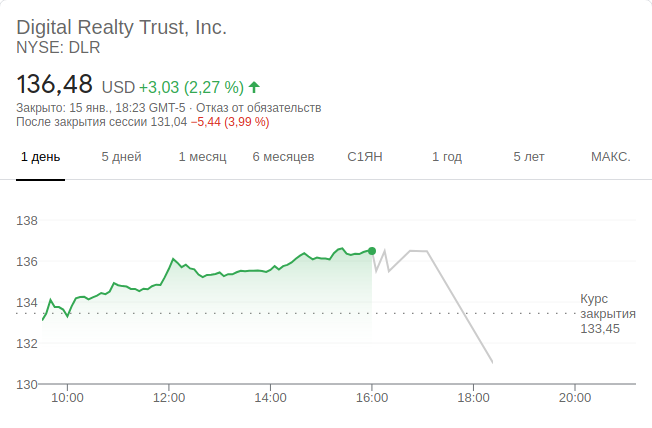 Digital Realty Trust, Inc.
NYSE: DLR
136,48 USD +3,03 (2,27 %)
Закрыто: 15 янв., 18:23 GMT-5 · Отказ от обязательств
После закрытия сессии 131,04 −5,44 (3,99 %)
1 день 5 дней 1 месяц 6 месяцев С1ЯН 1 год 5 лет МАКС.
138
136
134
132
130
Курс
закрытия
133,45
10:00 12:00 14:00 16:00 18:00 20:00